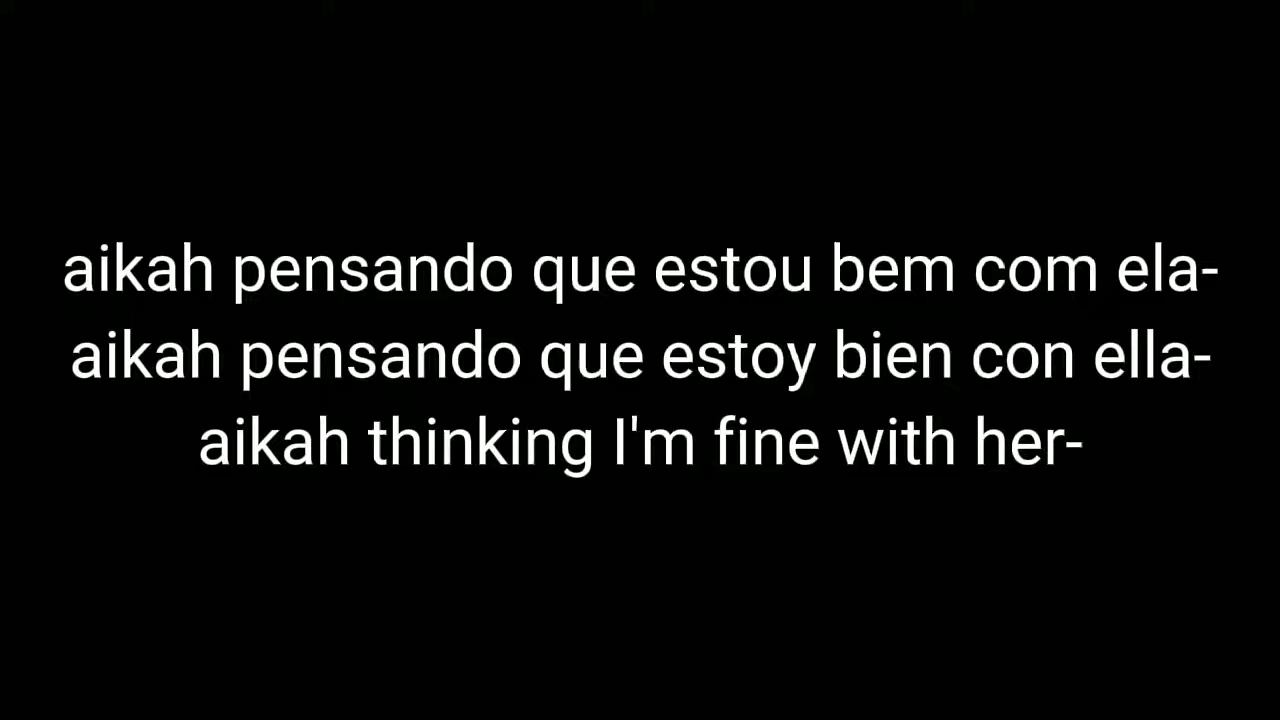 aikah pensando que estou bem com ela-
aikah pensando que estoy bien con ella-
aikah thinking I'm fine with her-